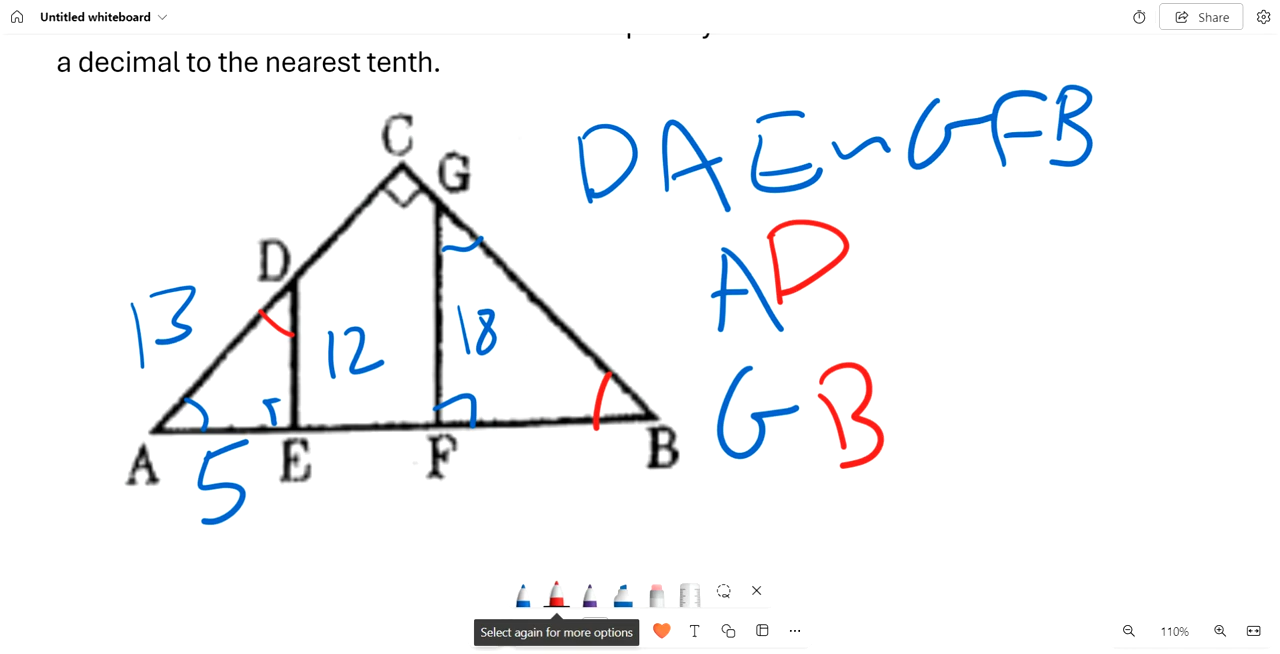 Untitled whiteboard
Share
a decimal to the nearest tenth.
C
G
DAE~GFB
D
AD
13
12
18
GB
A
E
F
B
5
Select again for more options
T
110%